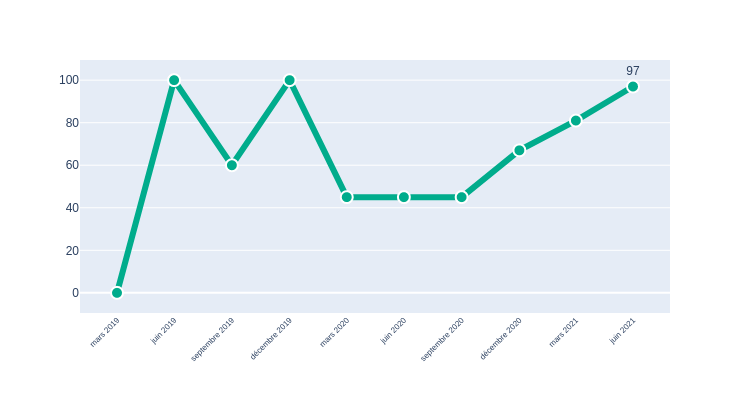 97
100
80
60
40
20
0
mars 2019
juin 2019
septembre 2019
décembre 2019
mars 2020
juin 2020
septembre 2020
décembre 2020
mars 2021
juin 2021